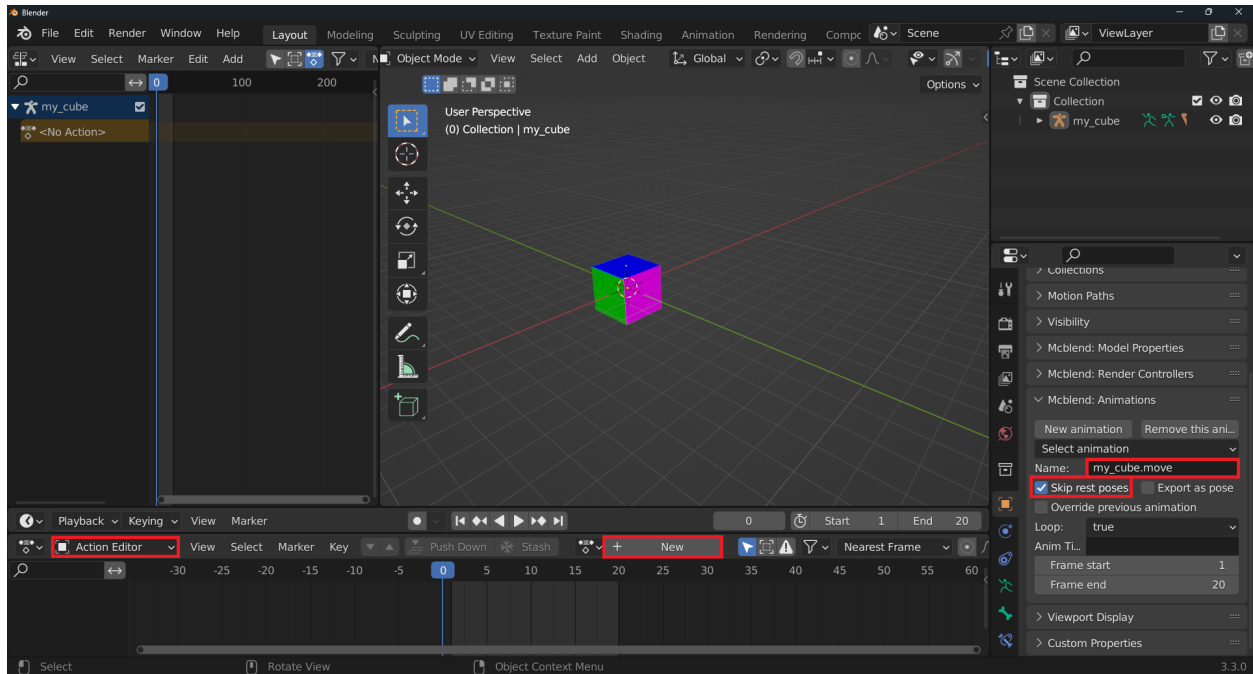 Blender
File Edit Render Window Help Layout Modeling Sculpting UV Editing Texture Paint Shading Animation Rendering Compc Scene ViewLayer
View Select Marker Edit Add
Object Mode View Select Add Object Global
0 100 200
Options
my_cube
<No Action>
User Perspective
(0) Collection | my_cube
Scene Collection
Collection
my_cube
Collections
Motion Paths
Visibility
Mcblend: Model Properties
Mcblend: Render Controllers
Mcblend: Animations
New animation Remove this ani...
Select animation
Name: my_cube.move
Skip rest poses Export as pose
Override previous animation
Loop: true
Anim Ti...
Frame start 1
Frame end 20
Viewport Display
Custom Properties
Playback Keying View Marker 0 Start 1 End 20
Action Editor View Select Marker Key Push Down Stash + New Nearest Frame
-30 -25 -20 -15 -10 -5 0 5 10 15 20 25 30 35 40 45 50 55 60
Select Rotate View Object Context Menu 3.3.0